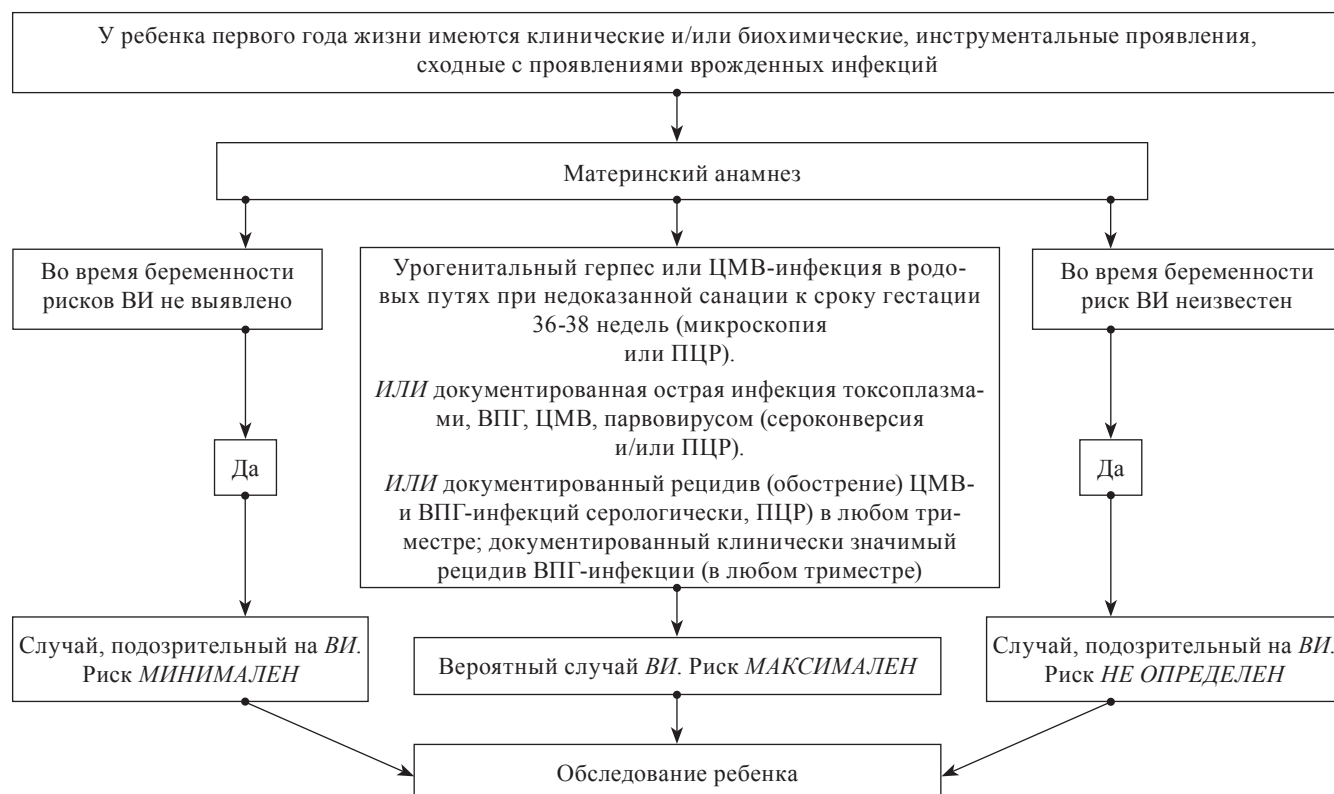 У ребенка первого года жизни имеются клинические и/или биохимические, инструментальные проявления,
сходные с проявлениями врожденных инфекций
Материнский анамнез
Во время беременности
рисков ВИ не выявлено
Урогенитальный герпес или ЦМВ-инфекция в родо-
вых путях при недоказанной санации к сроку гестации
36-38 недель (микроскопия
или ПЦР).
ИЛИ документированная острая инфекция токсоплазма-
ми, ВПГ, ЦМВ, парвовирусом (сероконверсия
и/или ПЦР).
ИЛИ документированный рецидив (обострение) ЦМВ-
и ВПГ-инфекций серологически, ПЦР) в любом три-
местре; документированный клинически значимый
рецидив ВПГ-инфекции (в любом триместре)
Во время беременности
риск ВИ неизвестен
Да
Да
Случай, подозрительный на ВИ.
Риск МИНИМАЛЕН
Вероятный случай ВИ. Риск МАКСИМАЛЕН
Случай, подозрительный на ВИ.
Риск НЕ ОПРЕДЕЛЕН
Обследование ребенка